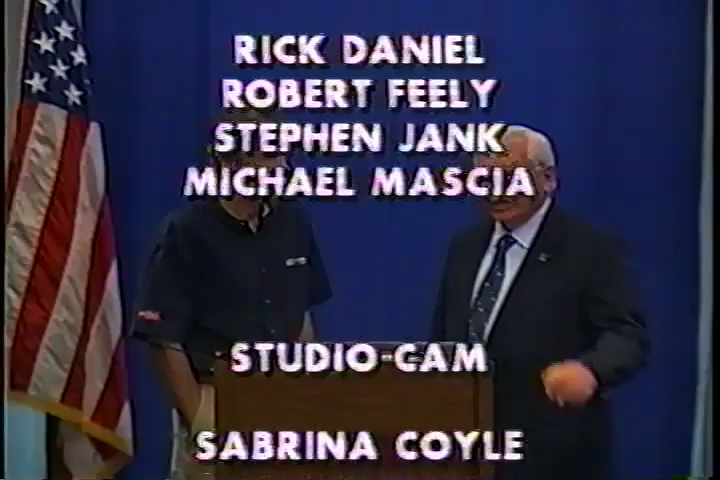 RICK DANIEL
ROBERT FEELY
STEPHEN JANK
MICHAEL MASCIA
STUDIO-CAM
SABRINA COYLE